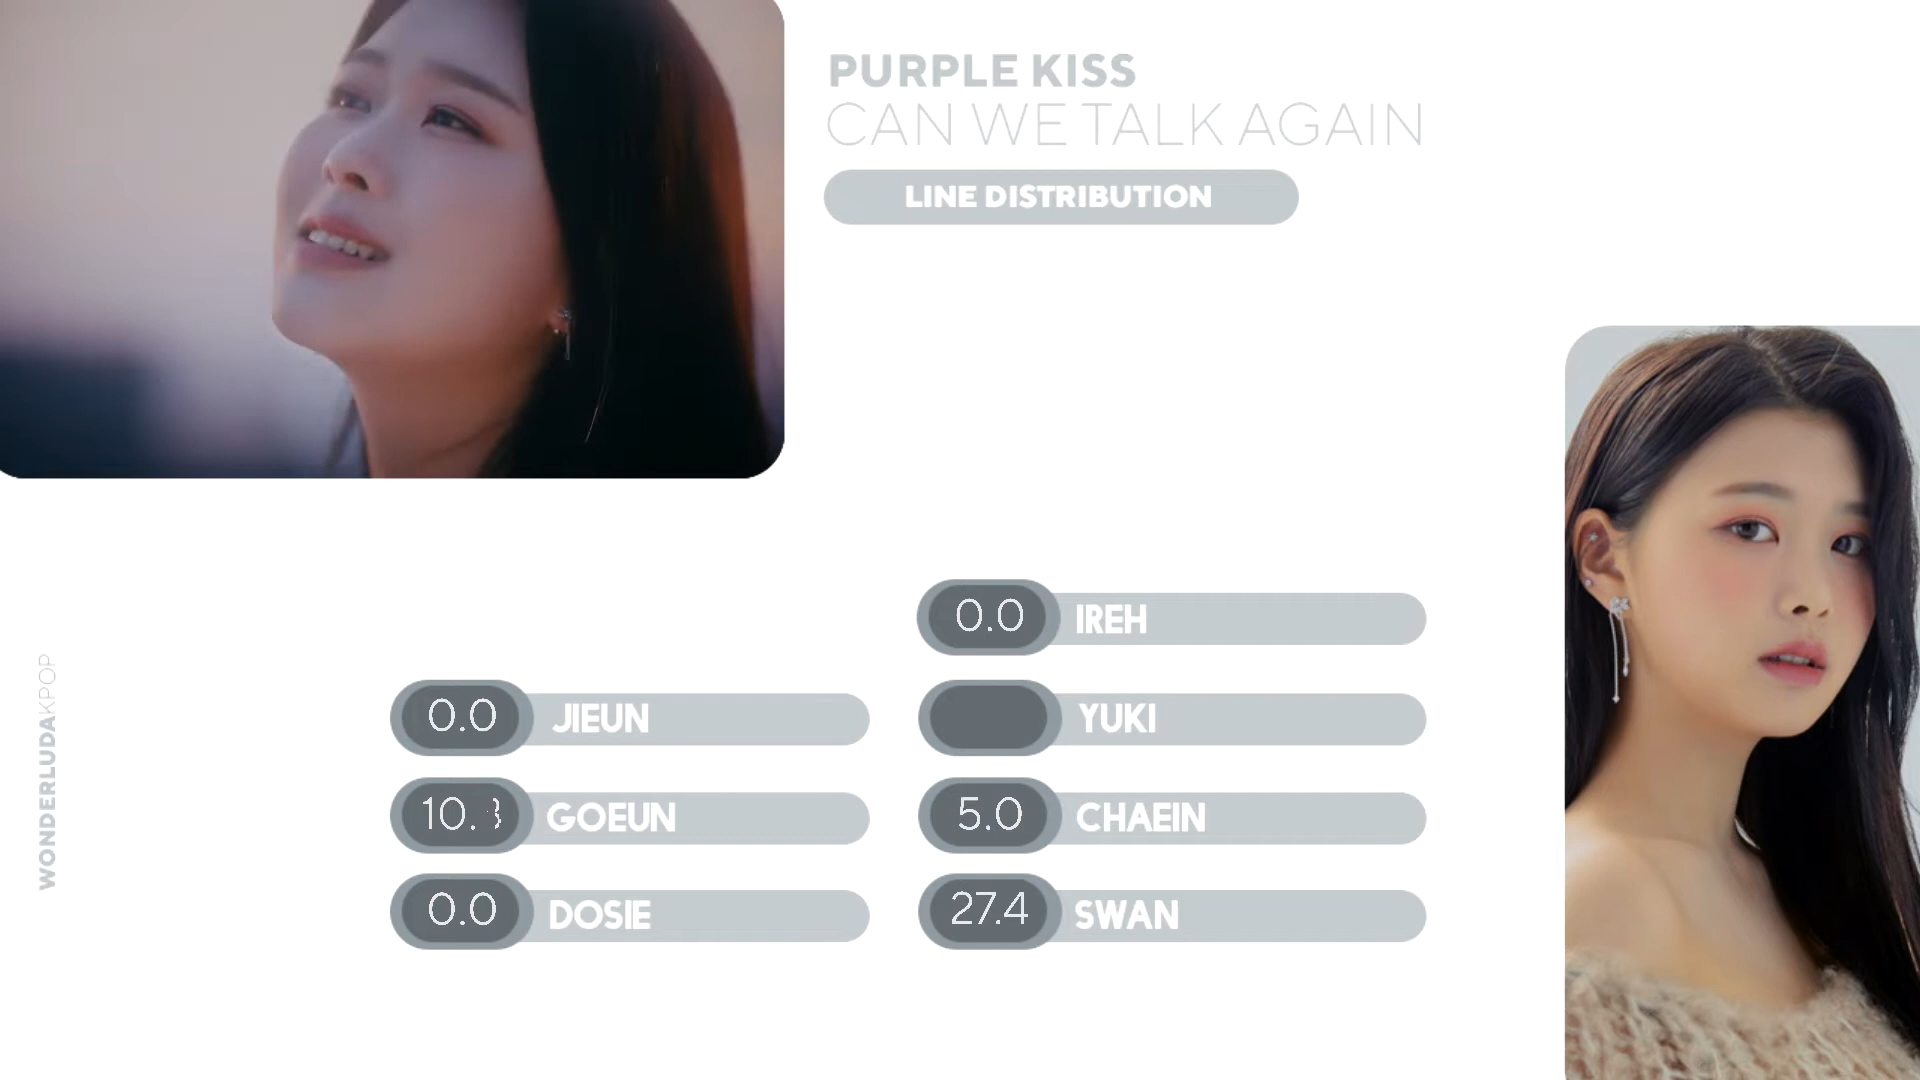 PURPLE KISS
CAN WE TALK AGAIN
LINE DISTRIBUTION
0.0 IREH
0.0 JIEUN
YUKI
GOEUN
5.0 CHAEIN
0.0 DOSIE
27.4 SWAN
WONDERLUDAKPOP